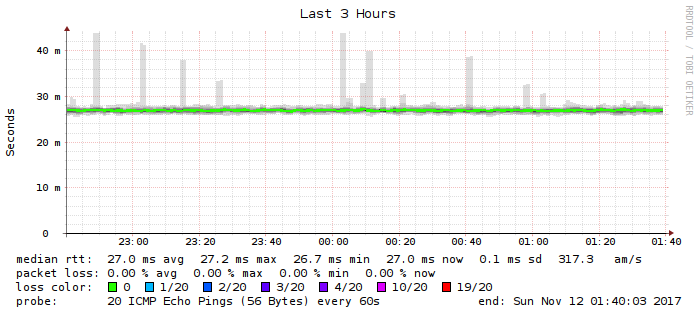 Last 3 Hours
RRDTOOL / TOBI OETIKER
Seconds
40 m
30 m
20 m
10 m
0
23:00 23:20 23:40 00:00 00:20 00:40 01:00 01:20 01:40
median rtt: 27.0 ms avg 27.2 ms max 26.7 ms min 27.0 ms now 0.1 ms sd 317.3 am/s
packet loss: 0.00 % avg 0.00 % max 0.00 % min 0.00 % now
loss color: 0 1/20 2/20 3/20 4/20 10/20 19/20
probe: 20 ICMP Echo Pings (56 Bytes) every 60s end: Sun Nov 12 01:40:03 2017